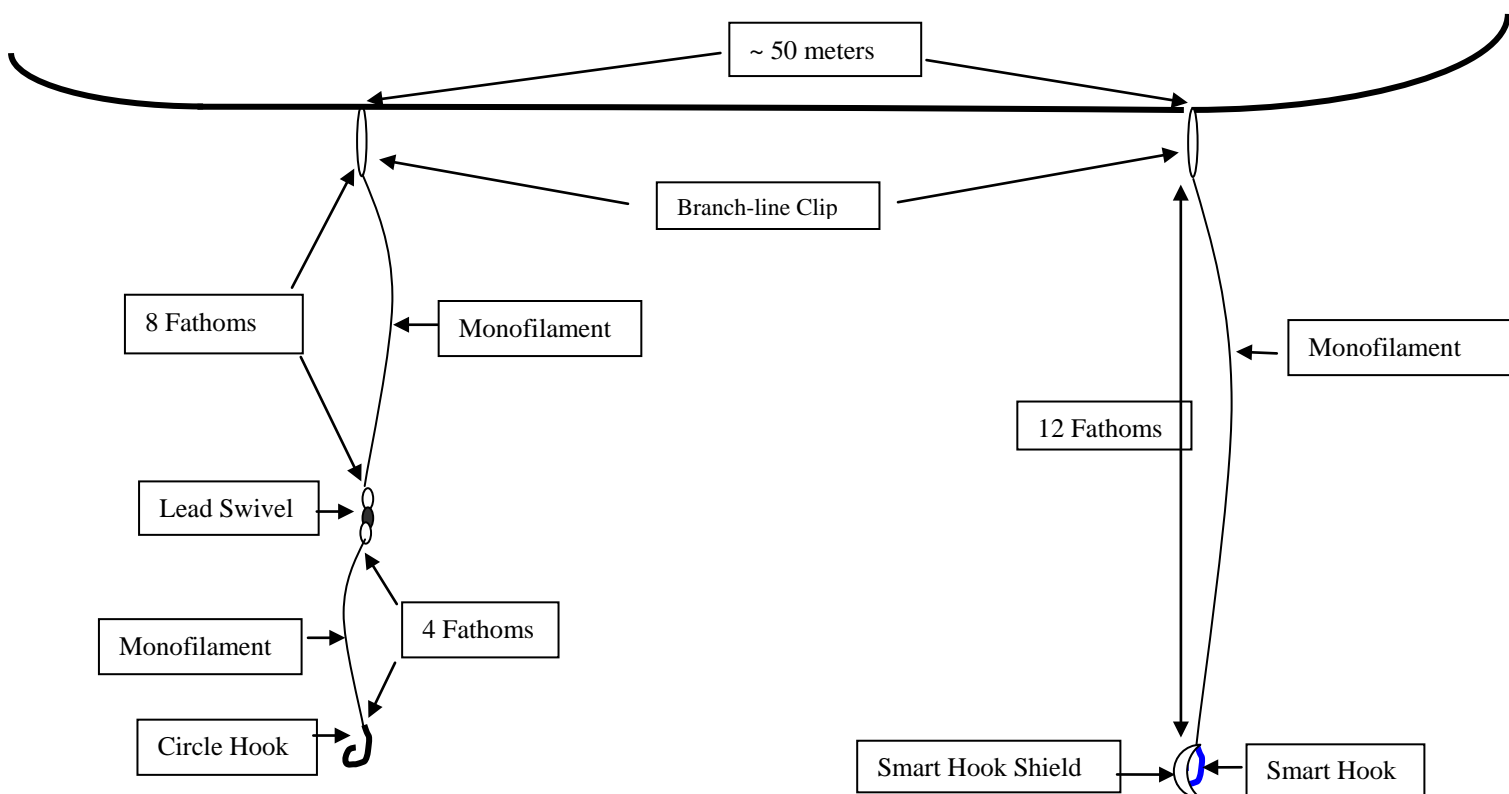 ~ 50 meters
Branch-line Clip
8 Fathoms
Monofilament
Monofilament
12 Fathoms
Lead Swivel
4 Fathoms
Monofilament
Circle Hook
Smart Hook Shield
Smart Hook